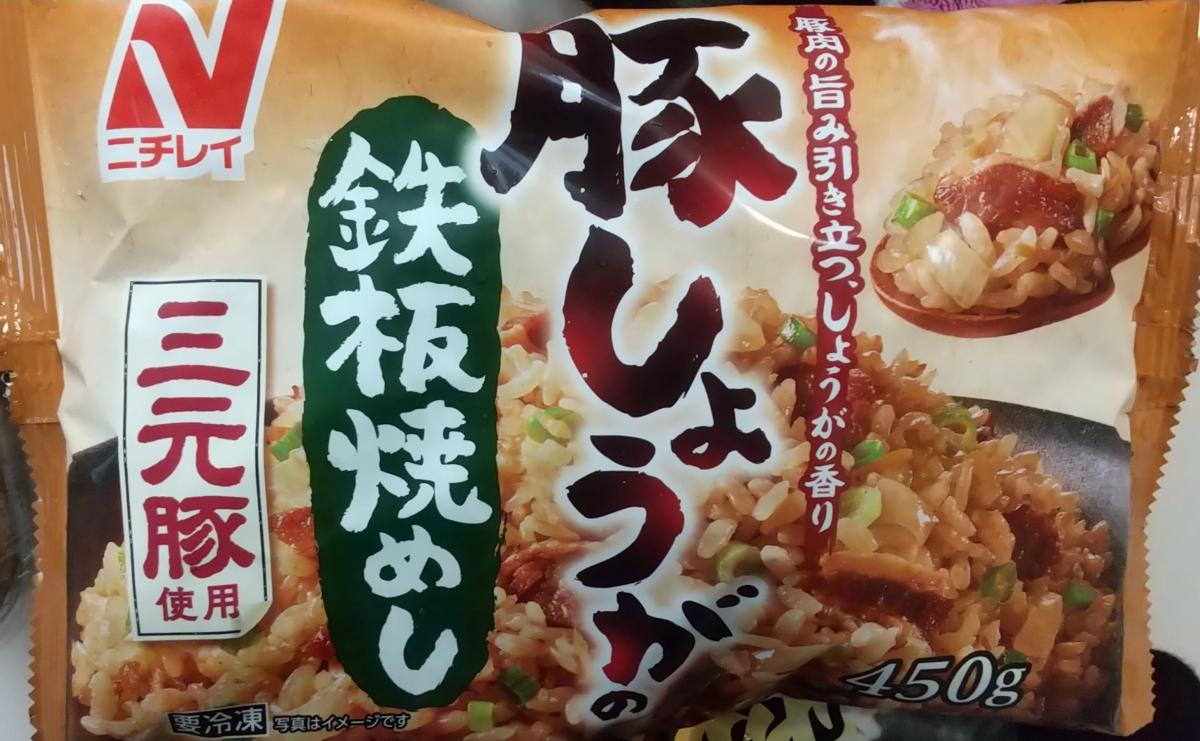 豚肉の旨み引き立つ、しょうがの香り
豚しょうがの
鉄板焼めし
ニチレイ
三元豚
使用
450g
要冷凍 写真はイメージです